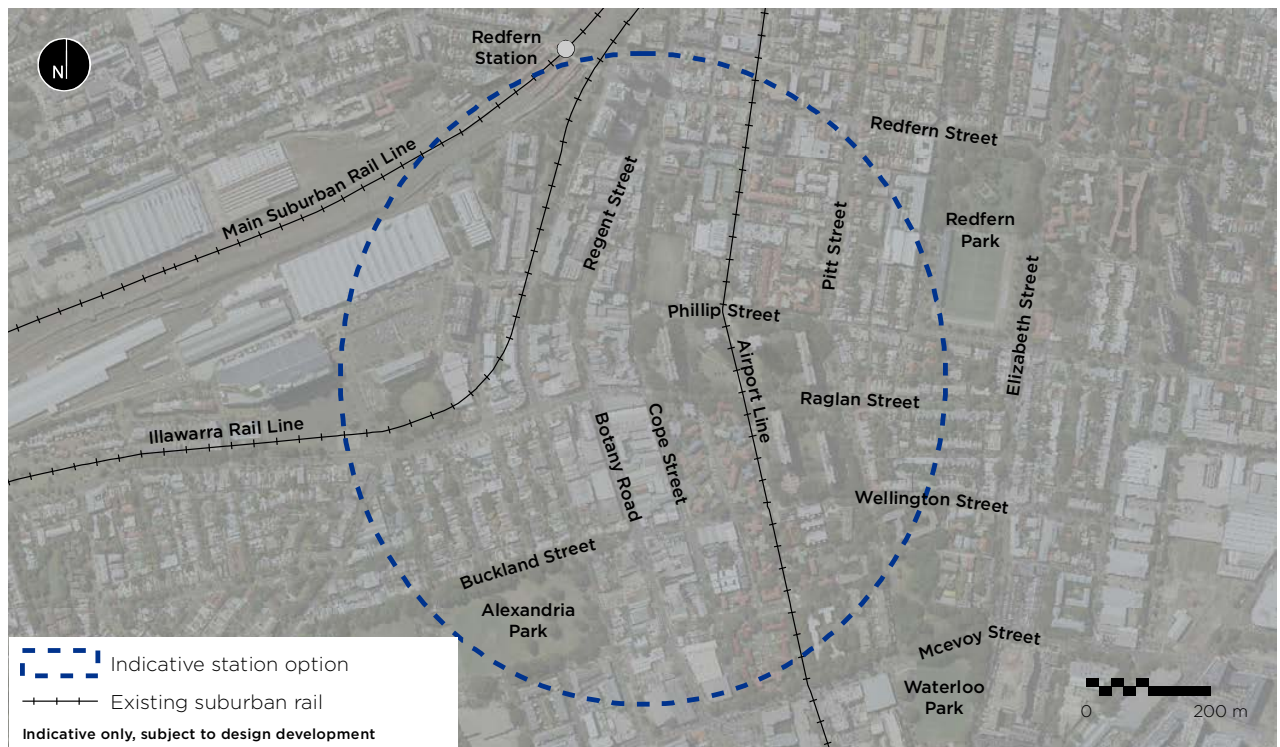 Redfern
Station
N
Redfern Street
Main Suburban Rail Line
Regent Street
Pitt Street
Redfern
Park
Elizabeth Street
Phillip Street
Airport Line
Raglan Street
Illawarra Rail Line
Botany Road
Cope Street
Wellington Street
Buckland Street
Alexandria
Park
Mcevoy Street
Waterloo
Park
Indicative station option
Existing suburban rail
Indicative only, subject to design development
0 200 m